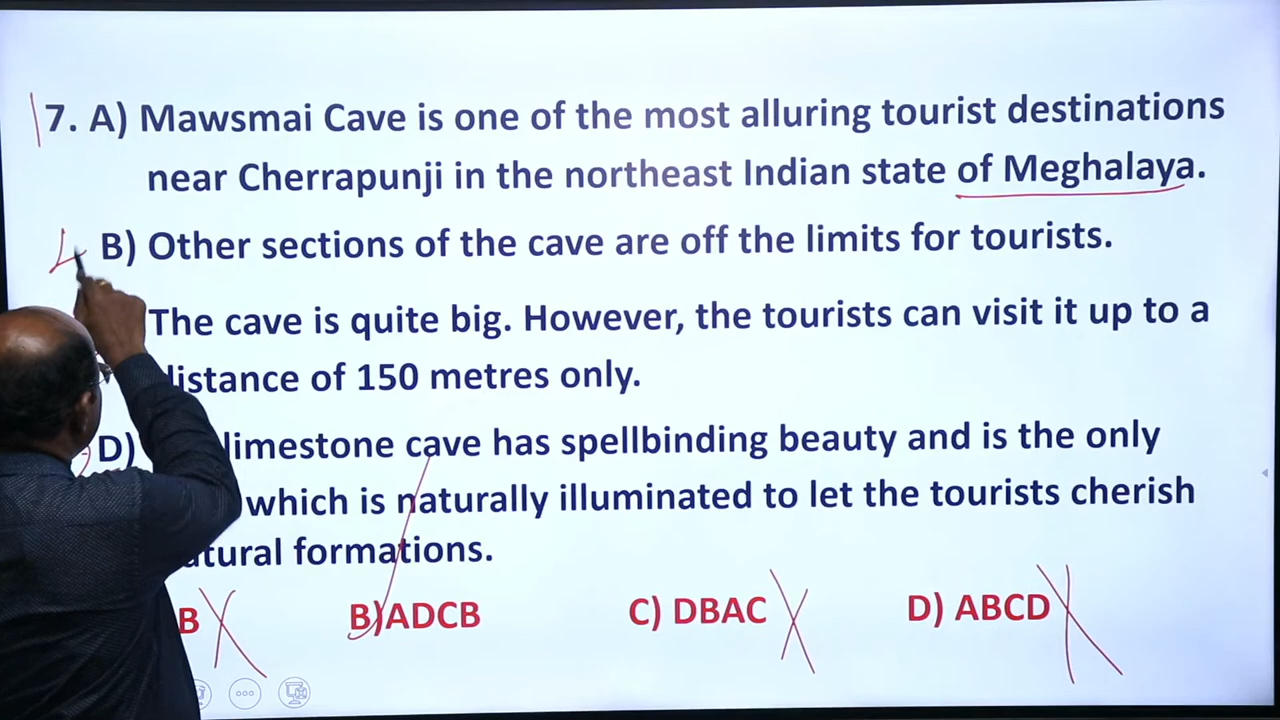 7. A) Mawsmai Cave is one of the most alluring tourist destinations
near Cherrapunji in the northeast Indian state of Meghalaya.
4 B) Other sections of the cave are off the limits for tourists.
The cave is quite big. However, the tourists can visit it up to a
distance of 150 metres only.
D) limestone cave has spellbinding beauty and is the only
which is naturally illuminated to let the tourists cherish
formations.
B B) ADCB C) DBAC D) ABCD